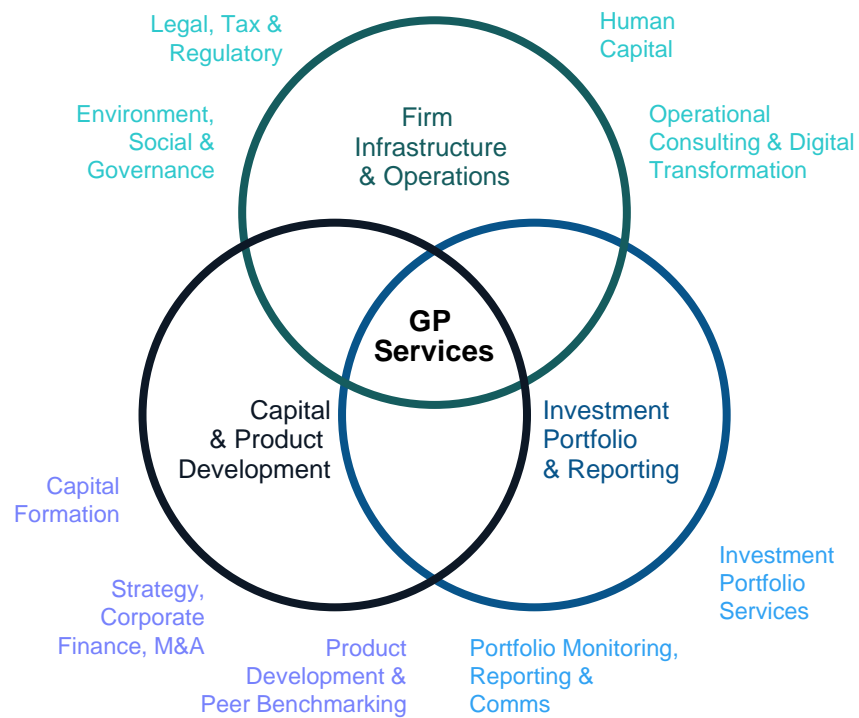 Legal, Tax &
Regulatory
Human
Capital
Environment,
Social &
Governance
Firm
Infrastructure
& Operations
Operational
Consulting & Digital
Transformation
GP
Services
Capital
& Product
Development
Investment
Portfolio
& Reporting
Capital
Formation
Strategy,
Corporate
Finance, M&A
Product
Development &
Peer Benchmarking
Portfolio Monitoring,
Reporting &
Comms
Investment
Portfolio
Services